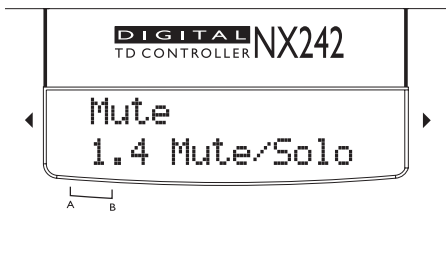 DIGITAL
TD CONTROLLER NX242
Mute
1.4 Mute/Solo
A B